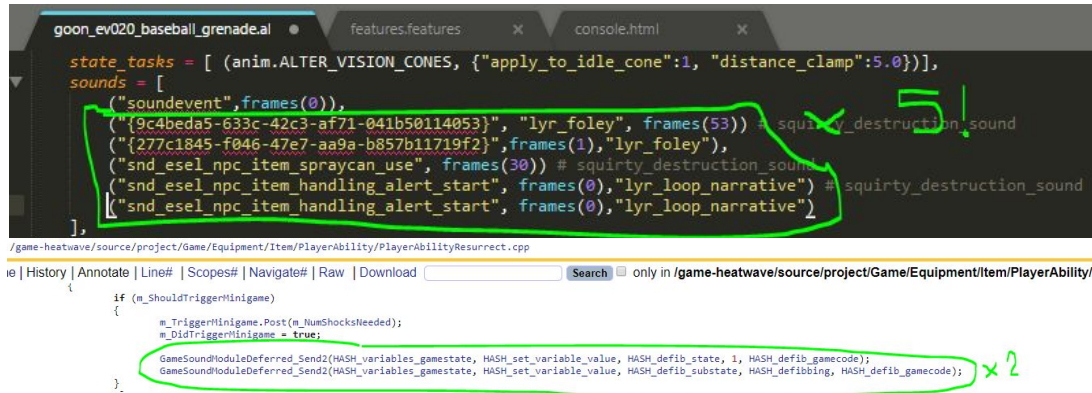 goon_ev020_baseball_grenade.al features.features console.html
state_tasks = [ (anim.ALTER_VISION_CONES, {"apply_to_idle_cone":1, "distance_clamp":5.0})],
sounds = [
("soundevent",frames(0)),
("{9c4beda5-633c-42c3-af71-041b50114053}", "lyr_foley", frames(53)) # squirty_destruction_sound
("{277c1845-f046-47e7-aa9a-b857b11719f2}",frames(1),"lyr_foley"),
("snd_esel_npc_item_spraycan_use", frames(30)) # squirty_destruction_sound
("snd_esel_npc_item_handling_alert_start", frames(0),"lyr_loop_narrative") # squirty_destruction_sound
("snd_esel_npc_item_handling_alert_start", frames(0),"lyr_loop_narrative")
],
x 5!
/game-heatwave/source/project/Game/Equipment/Item/PlayerAbility/PlayerAbilityResurrect.cpp
| History | Annotate | Line# | Scopes# | Navigate# | Raw | Download Search only in /game-heatwave/source/project/Game/Equipment/Item/PlayerAbility/
{
if (m_ShouldTriggerMinigame)
{
m_TriggerMinigame.Post(m_NumShocksNeeded);
m_DidTriggerMinigame = true;
GameSoundModuleDeferred_Send2(HASH_variables_gamestate, HASH_set_variable_value, HASH_defib_state, 1, HASH_defib_gamecode);
GameSoundModuleDeferred_Send2(HASH_variables_gamestate, HASH_set_variable_value, HASH_defib_substate, HASH_defibbing, HASH_defib_gamecode);
}
x2